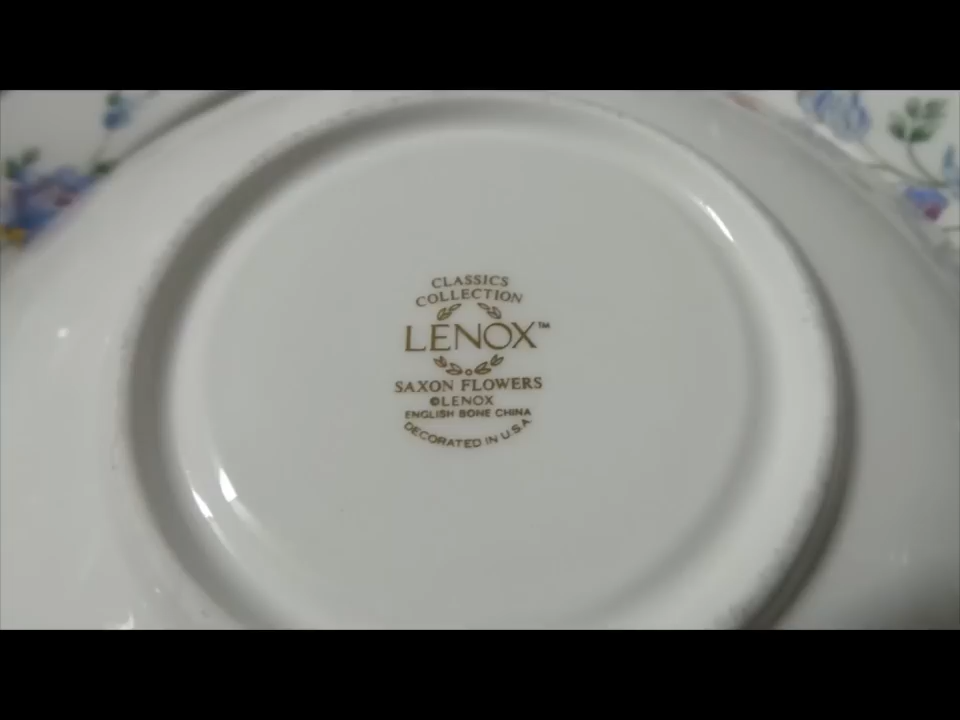 CLASSICS
COLLECTION
LENOX™
SAXON FLOWERS
©LENOX
ENGLISH BONE CHINA
DECORATED IN U.S.A.